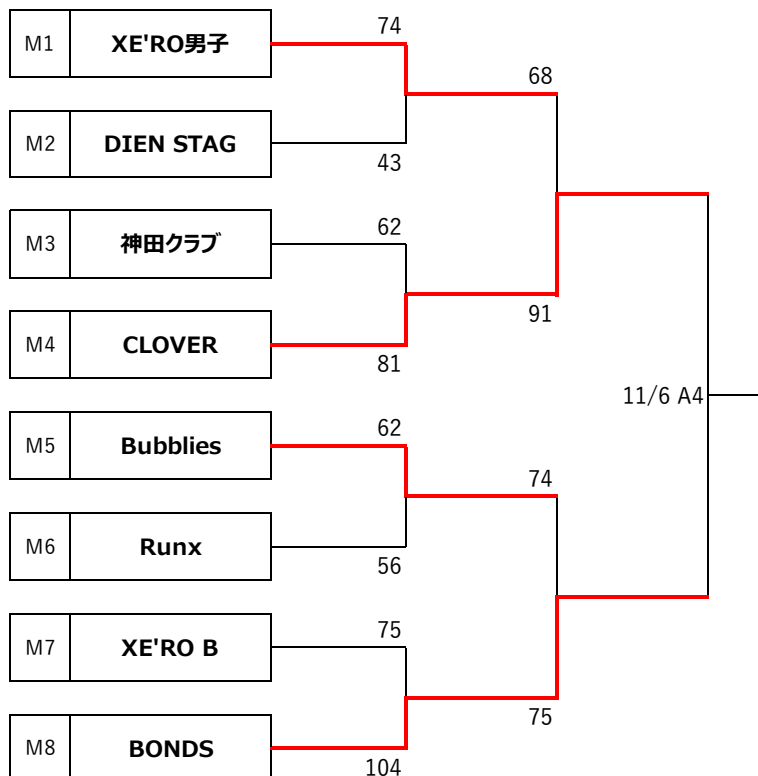 M1 XE'RO男子 74
68
M2 DIEN STAG 43
M3 神田クラブ 62
91
M4 CLOVER 81
11/6 A4
M5 Bubblies 62
74
M6 Runx 56
M7 XE'RO B 75
75
M8 BONDS 104